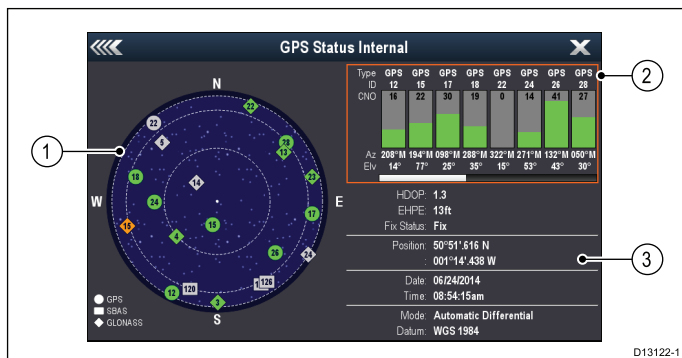 GPS Status Internal
N
W
E
S
22
22
5
28
13
18
14
23
24
17
15
15
4
26
24
12
120
126
3
GPS
SBAS
GLONASS
1
Type GPS GPS GPS GPS GPS GPS GPS GPS
ID 12 15 17 18 22 24 26 28
CNO 16 22 30 19 0 14 41 27
Az 208°M 194°M 098°M 288°M 322°M 271°M 132°M 050°M
Elv 14° 77° 25° 35° 15° 53° 43° 30°
2
HDOP: 1.3
EHPE: 13ft
Fix Status: Fix
Position: 50°51'.616 N
: 001°14'.438 W
3
Date: 06/24/2014
Time: 08:54:15am
Mode: Automatic Differential
Datum: WGS 1984
D13122-1